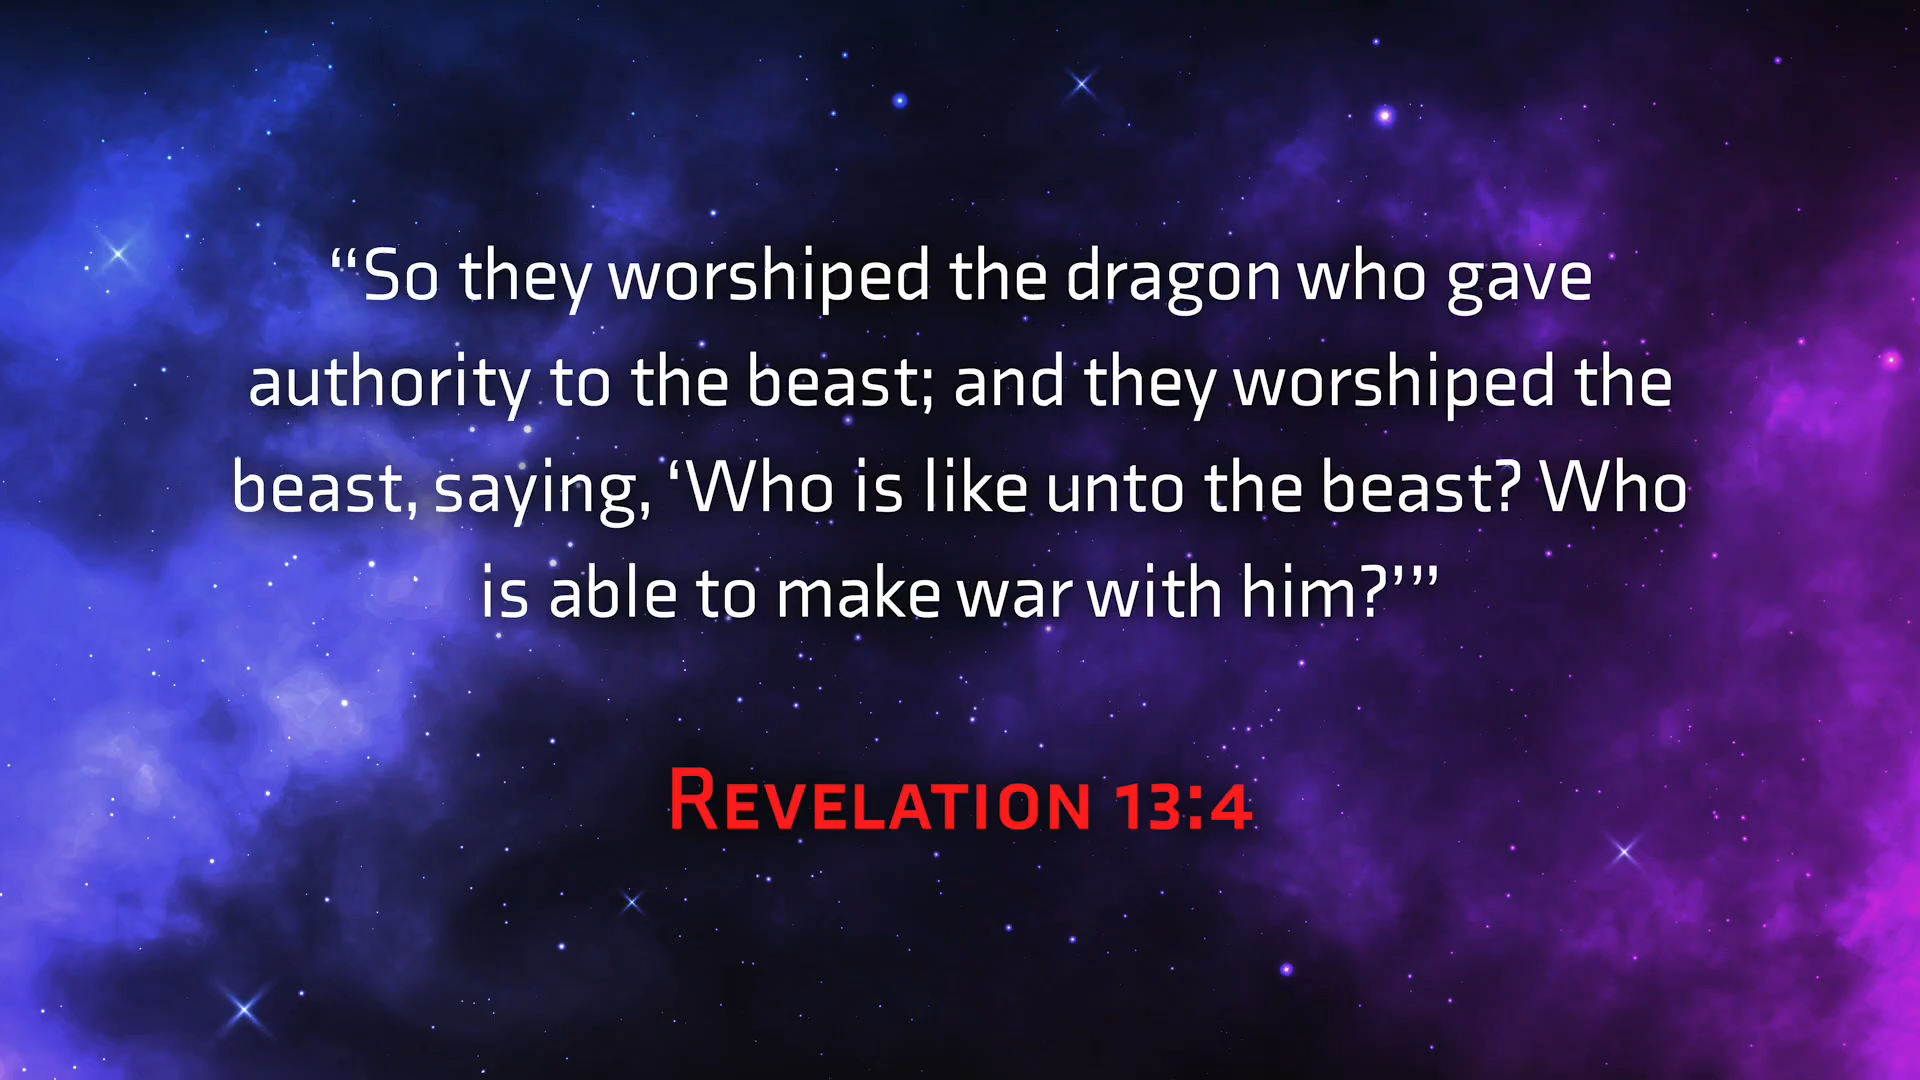 “So they worshiped the dragon who gave
authority to the beast; and they worshiped the
beast, saying, ‘Who is like unto the beast? Who
is able to make war with him?’”
Revelation 13:4